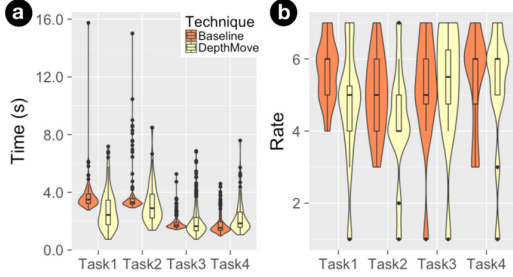 a
b
Technique
Baseline
DepthMove
Time (s)
16.0
12.0
8.0
4.0
0.0
Task1 Task2 Task3 Task4
Rate
6
4
2
Task1 Task2 Task3 Task4